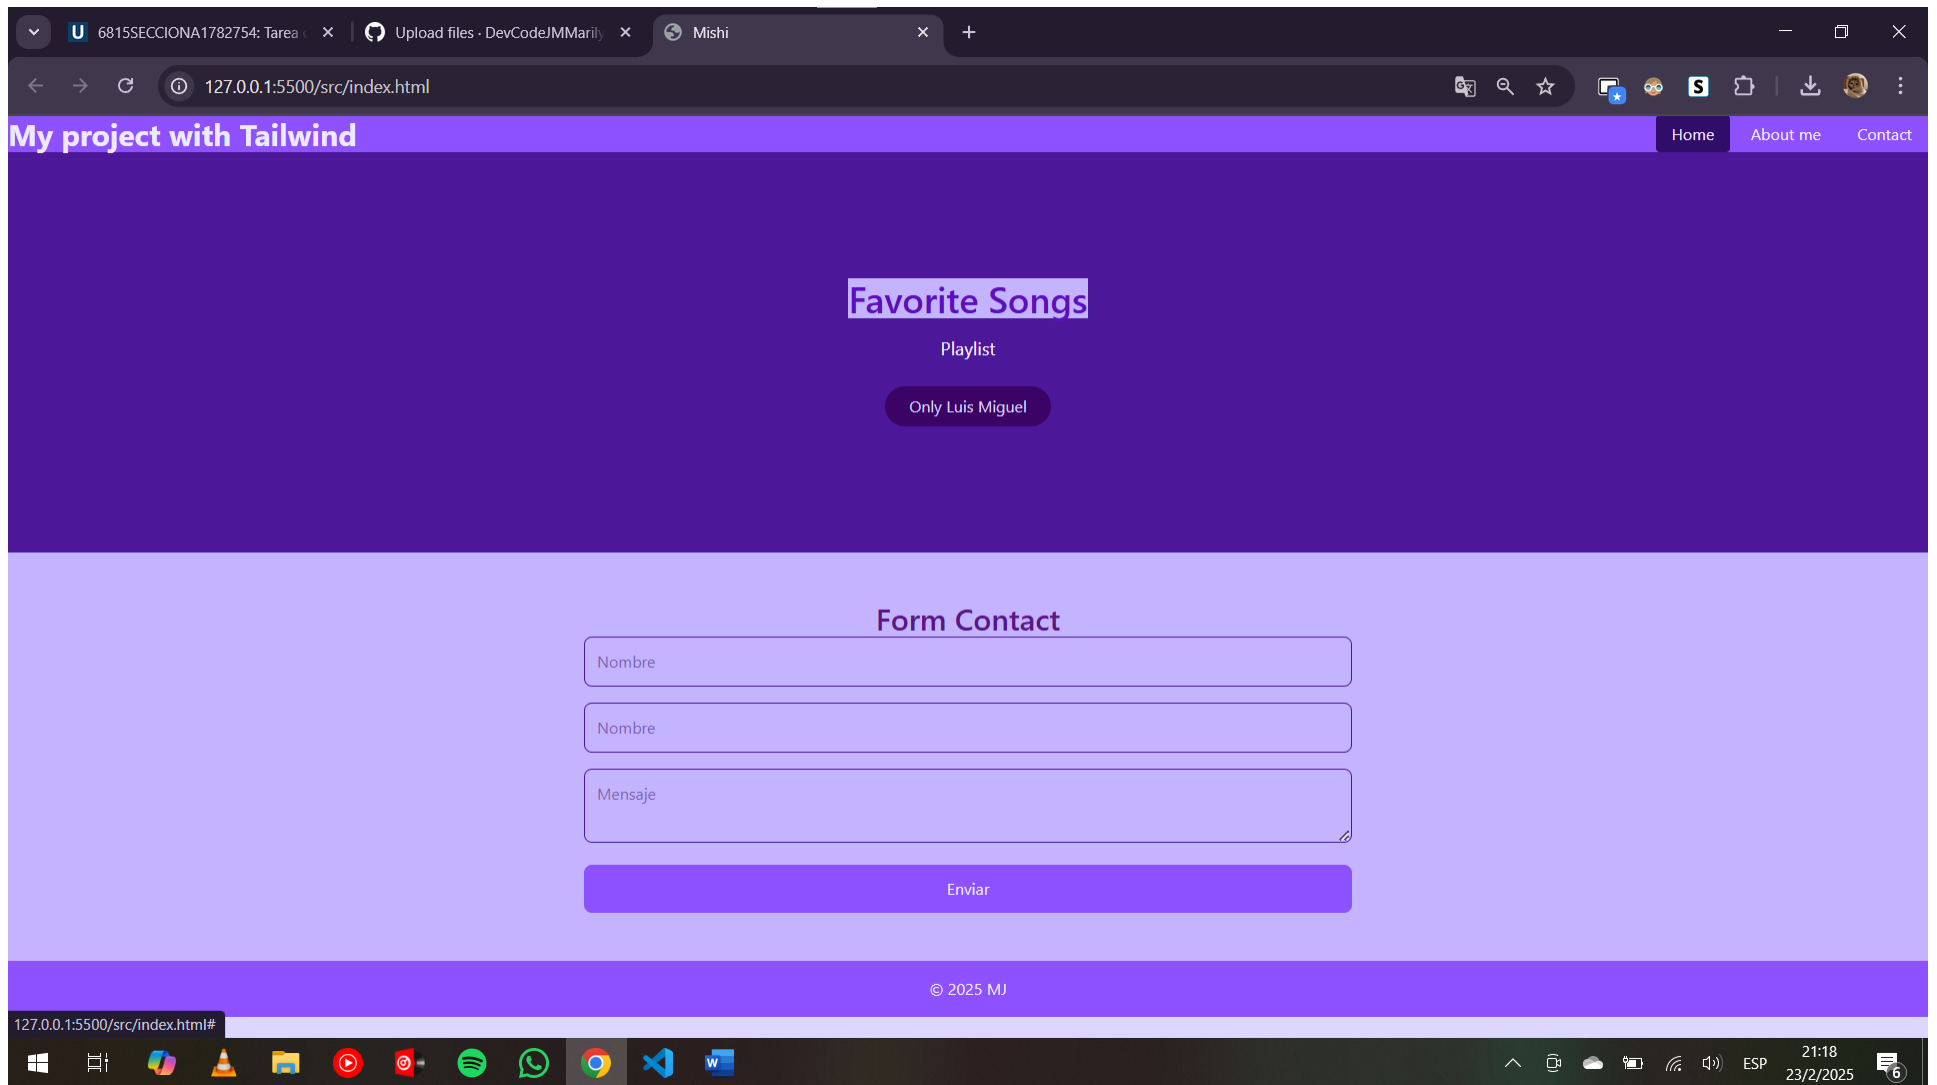 6815SECCIONA1782754: Tarea
Upload files · DevCodeJMMarily
Mishi
127.0.0.1:5500/src/index.html
My project with Tailwind
Home
About me
Contact
Favorite Songs
Playlist
Only Luis Miguel
Form Contact
Nombre
Nombre
Mensaje
Enviar
© 2025 MJ
127.0.0.1:5500/src/index.html#
ESP
21:18
23/2/2025
6